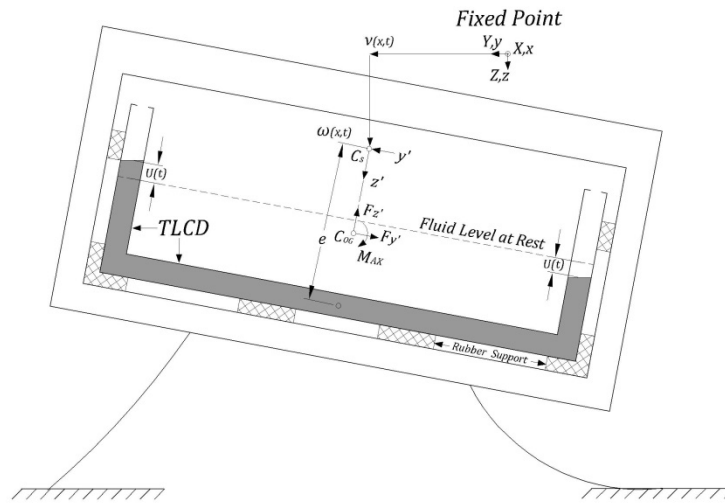 Fixed Point
ν(x,t)
Y,y
X,x
Z,z
ω(x,t)
Cs
y'
z'
U(t)
Fz'
Fluid Level at Rest
TLCD
e
COG
Fy'
MAX
U(t)
Rubber Support